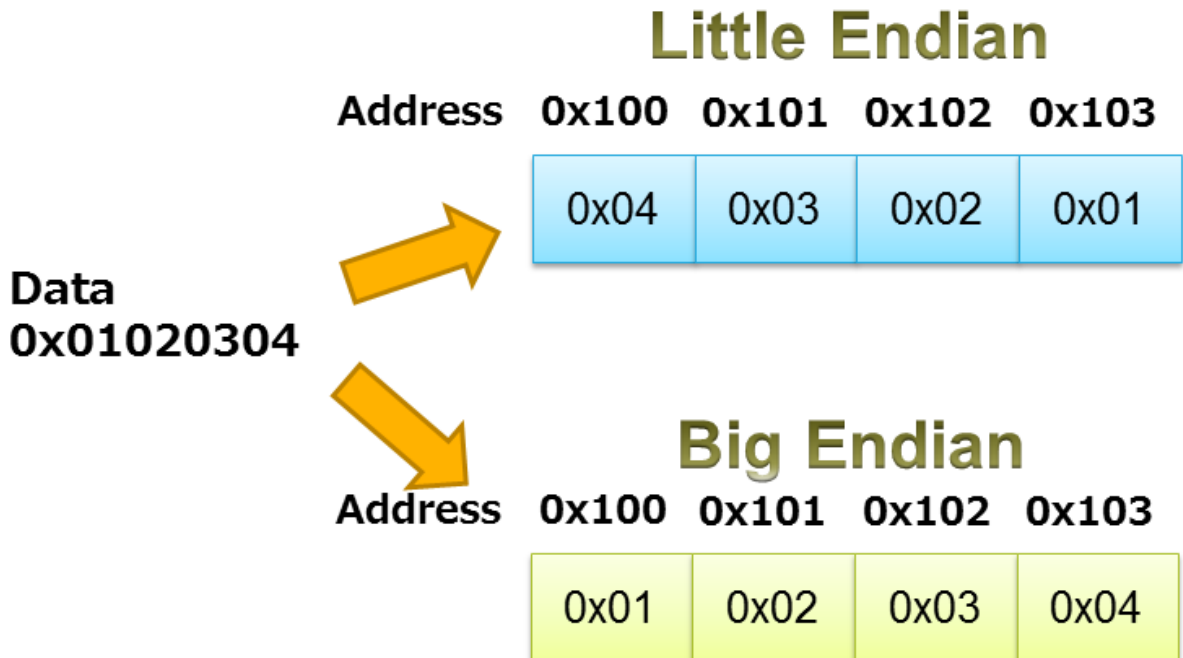 Little Endian
Address 0x100 0x101 0x102 0x103
0x04 0x03 0x02 0x01
Data
0x01020304
Big Endian
Address 0x100 0x101 0x102 0x103
0x01 0x02 0x03 0x04